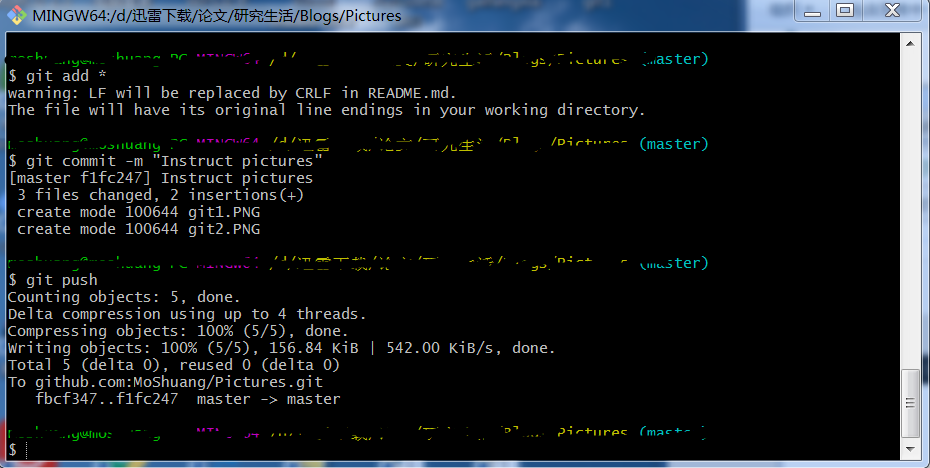 MINGW64:/d/迅雷下载/论文/研究生活/Blogs/Pictures
(master)
$ git add *
warning: LF will be replaced by CRLF in README.md.
The file will have its original line endings in your working directory.
/Pictures (master)
$ git commit -m "Instruct pictures"
[master f1fc247] Instruct pictures
 3 files changed, 2 insertions(+)
 create mode 100644 git1.PNG
 create mode 100644 git2.PNG
(master)
$ git push
Counting objects: 5, done.
Delta compression using up to 4 threads.
Compressing objects: 100% (5/5), done.
Writing objects: 100% (5/5), 156.84 KiB | 542.00 KiB/s, done.
Total 5 (delta 0), reused 0 (delta 0)
To github.com:MoShuang/Pictures.git
   fbcf347..f1fc247  master -> master
(master)
$